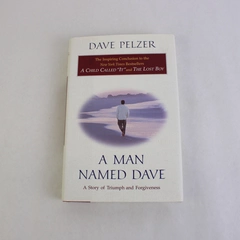 DAVE PELZER
The Inspiring Conclusion to the
New York Times Bestsellers
A CHILD CALLED "IT" and THE LOST BOY
A MAN
NAMED DAVE
A Story of Triumph and Forgiveness